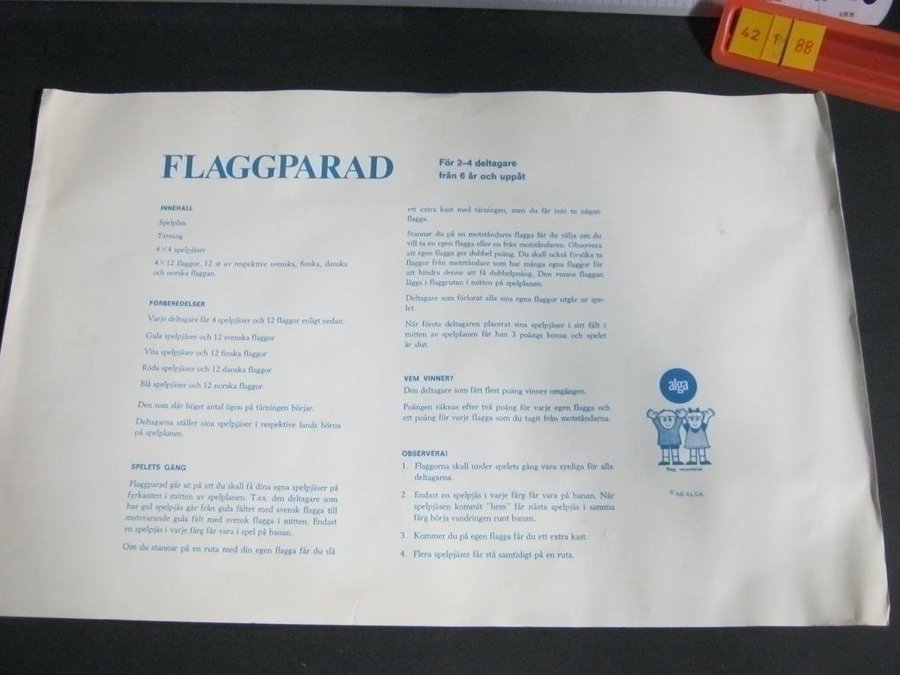 42 1 88
FLAGGPARAD
För 2–4 deltagare
från 6 år och uppåt
INNEHÅLL
Spelplan
Tärning
4×4 spelpjäser
4×12 flaggor, 12 st av respektive svenska, finska, danska
och norska flaggan.
FÖRBEREDELSER
Varje deltagare får 4 spelpjäser och 12 flaggor enligt nedan:
Gula spelpjäser och 12 svenska flaggor
Vita spelpjäser och 12 finska flaggor
Röda spelpjäser och 12 danska flaggor
Blå spelpjäser och 12 norska flaggor
Den som slår högst antal ögon på tärningen börjar.
Deltagarna ställer sina spelpjäser i respektive lands hörna
på spelplanen.
SPELETS GÅNG
Flaggparad går ut på att du skall få dina egna spelpjäser på
fyrkanten i mitten av spelplanen. T.ex. den deltagare som
har gul spelpjäs går från gula fältet med svensk flagga till
motsvarande gula fält med svensk flagga i mitten. Endast
en spelpjäs i varje färg får vara i spel på banan.
Om du stannar på en ruta med din egen flagga får du slå
ett extra kast med tärningen, men du får inte ta någon
flagga.
Stannar du på en motståndares flagga får du välja om du
vill ta en egen flagga eller en från motståndaren. Observera
att egen flagga ger dubbel poäng. Du skall också försöka ta
flaggor från motståndare som har många egna flaggor för
att hindra denne att få dubbelpoäng. Den vunna flaggan
läggs i flaggrutan i mitten på spelplanen.
Deltagare som förlorat alla sina egna flaggor utgår ur spe-
let.
När första deltagaren placerat sina spelpjäser i sitt fält i
mitten av spelplanen får han 3 poängs bonus och spelet
är slut.
VEM VINNER?
Den deltagare som fått flest poäng vinner omgången.
Poängen räknas efter två poäng för varje egen flagga och
ett poäng för varje flagga som du tagit från motståndarna.
OBSERVERA!
1. Flaggorna skall under spelets gång vara synliga för alla
deltagarna.
2. Endast en spelpjäs i varje färg får vara på banan. När
spelpjäsen kommit "hem" får nästa spelpjäs i samma
färg börja vandringen runt banan.
3. Kommer du på egen flagga får du ett extra kast.
4. Flera spelpjäser får stå samtidigt på en ruta.
alga
Reg. varumärke
© AB ALGA